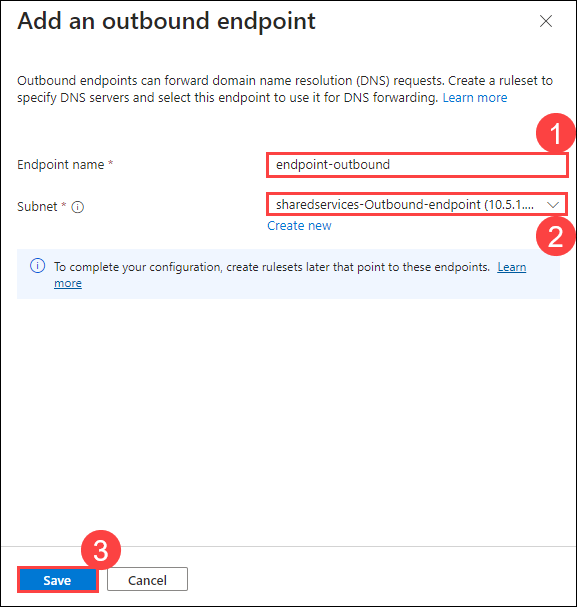 Add an outbound endpoint
Outbound endpoints can forward domain name resolution (DNS) requests. Create a ruleset to
specify DNS servers and select this endpoint to use it for DNS forwarding. Learn more
1
Endpoint name *
endpoint-outbound
Subnet *
sharedservices-Outbound-endpoint (10.5.1....
Create new
2
To complete your configuration, create rulesets later that point to these endpoints. Learn
more
3
Save
Cancel